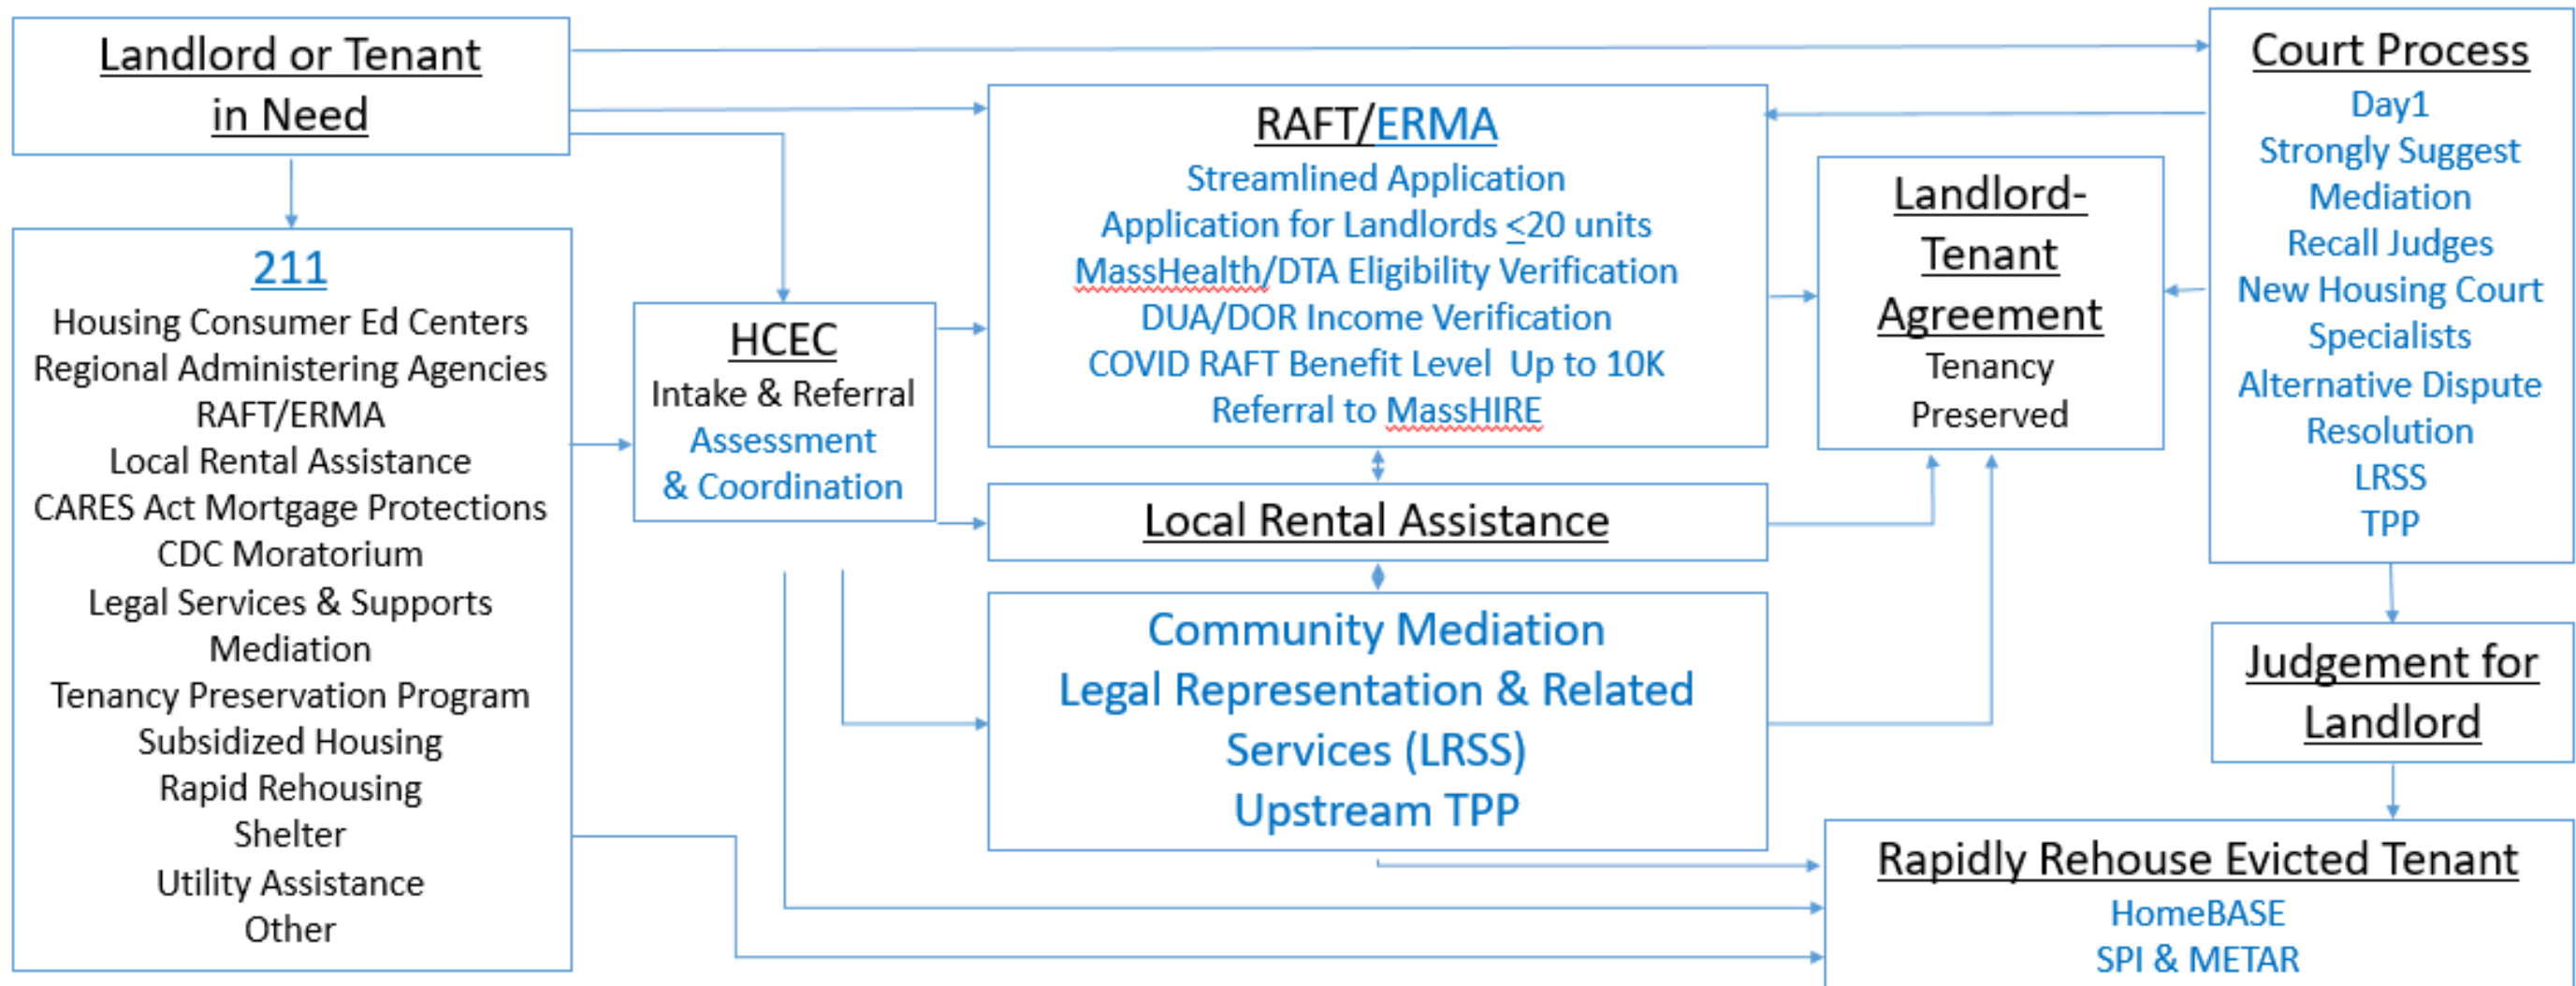 Landlord or Tenant
in Need
211
Housing Consumer Ed Centers
Regional Administering Agencies
RAFT/ERMA
Local Rental Assistance
CARES Act Mortgage Protections
CDC Moratorium
Legal Services & Supports
Mediation
Tenancy Preservation Program
Subsidized Housing
Rapid Rehousing
Shelter
Utility Assistance
Other
HCEC
Intake & Referral
Assessment
& Coordination
RAFT/ERMA
Streamlined Application
Application for Landlords ≤20 units
MassHealth/DTA Eligibility Verification
DUA/DOR Income Verification
COVID RAFT Benefit Level  Up to 10K
Referral to MassHIRE
Local Rental Assistance
Community Mediation
Legal Representation & Related
Services (LRSS)
Upstream TPP
Landlord-
Tenant
Agreement
Tenancy
Preserved
Court Process
Day1
Strongly Suggest
Mediation
Recall Judges
New Housing Court
Specialists
Alternative Dispute
Resolution
LRSS
TPP
Judgement for
Landlord
Rapidly Rehouse Evicted Tenant
HomeBASE
SPI & METAR